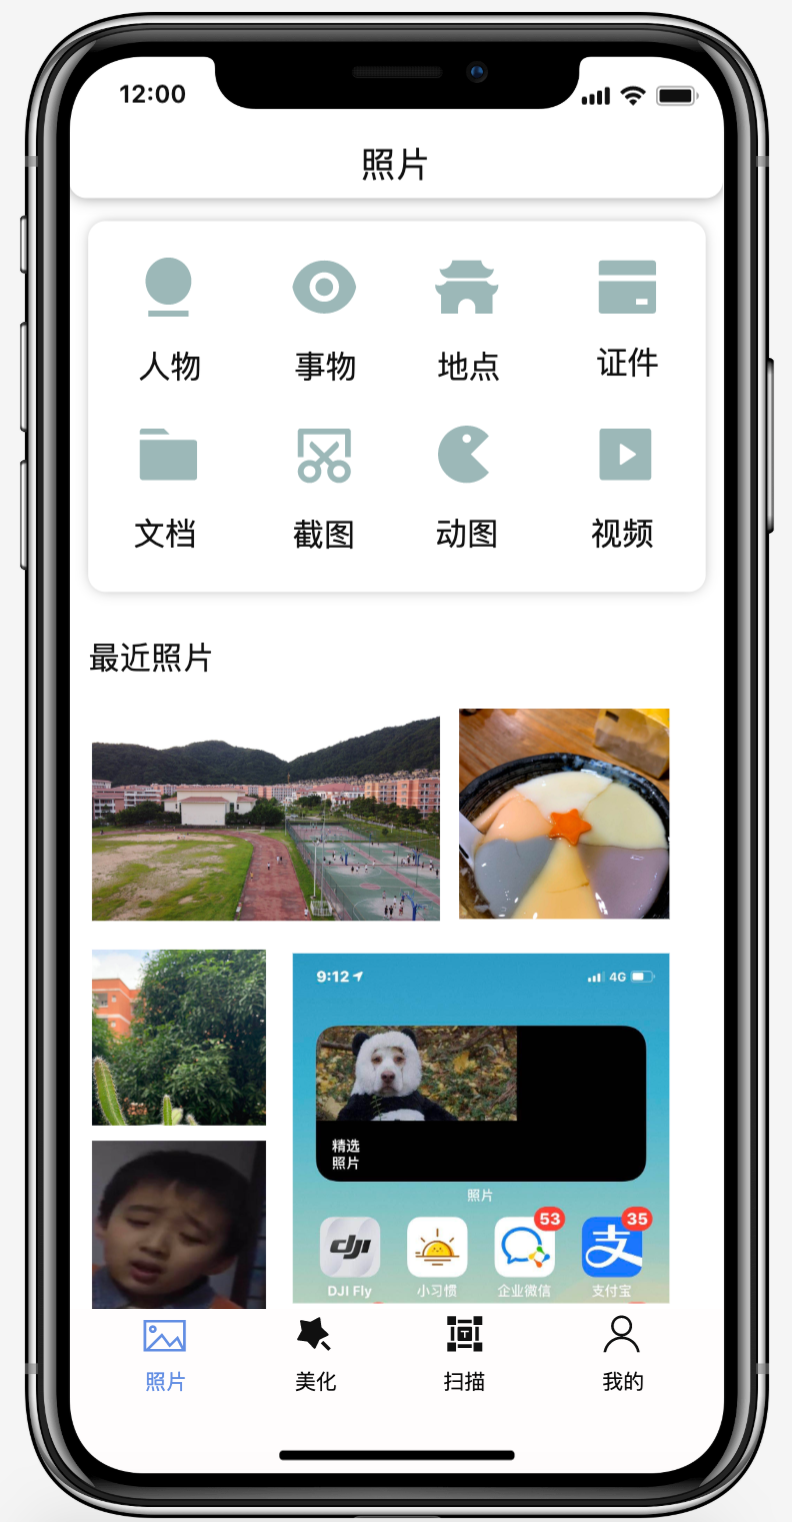 12:00
照片
人物 事物 地点 证件
文档 截图 动图 视频
最近照片
9:12 4G
精选
照片
照片
53 35
DJI
支
DJI Fly 小习惯 企业微信 支付宝
照片 美化 扫描 我的